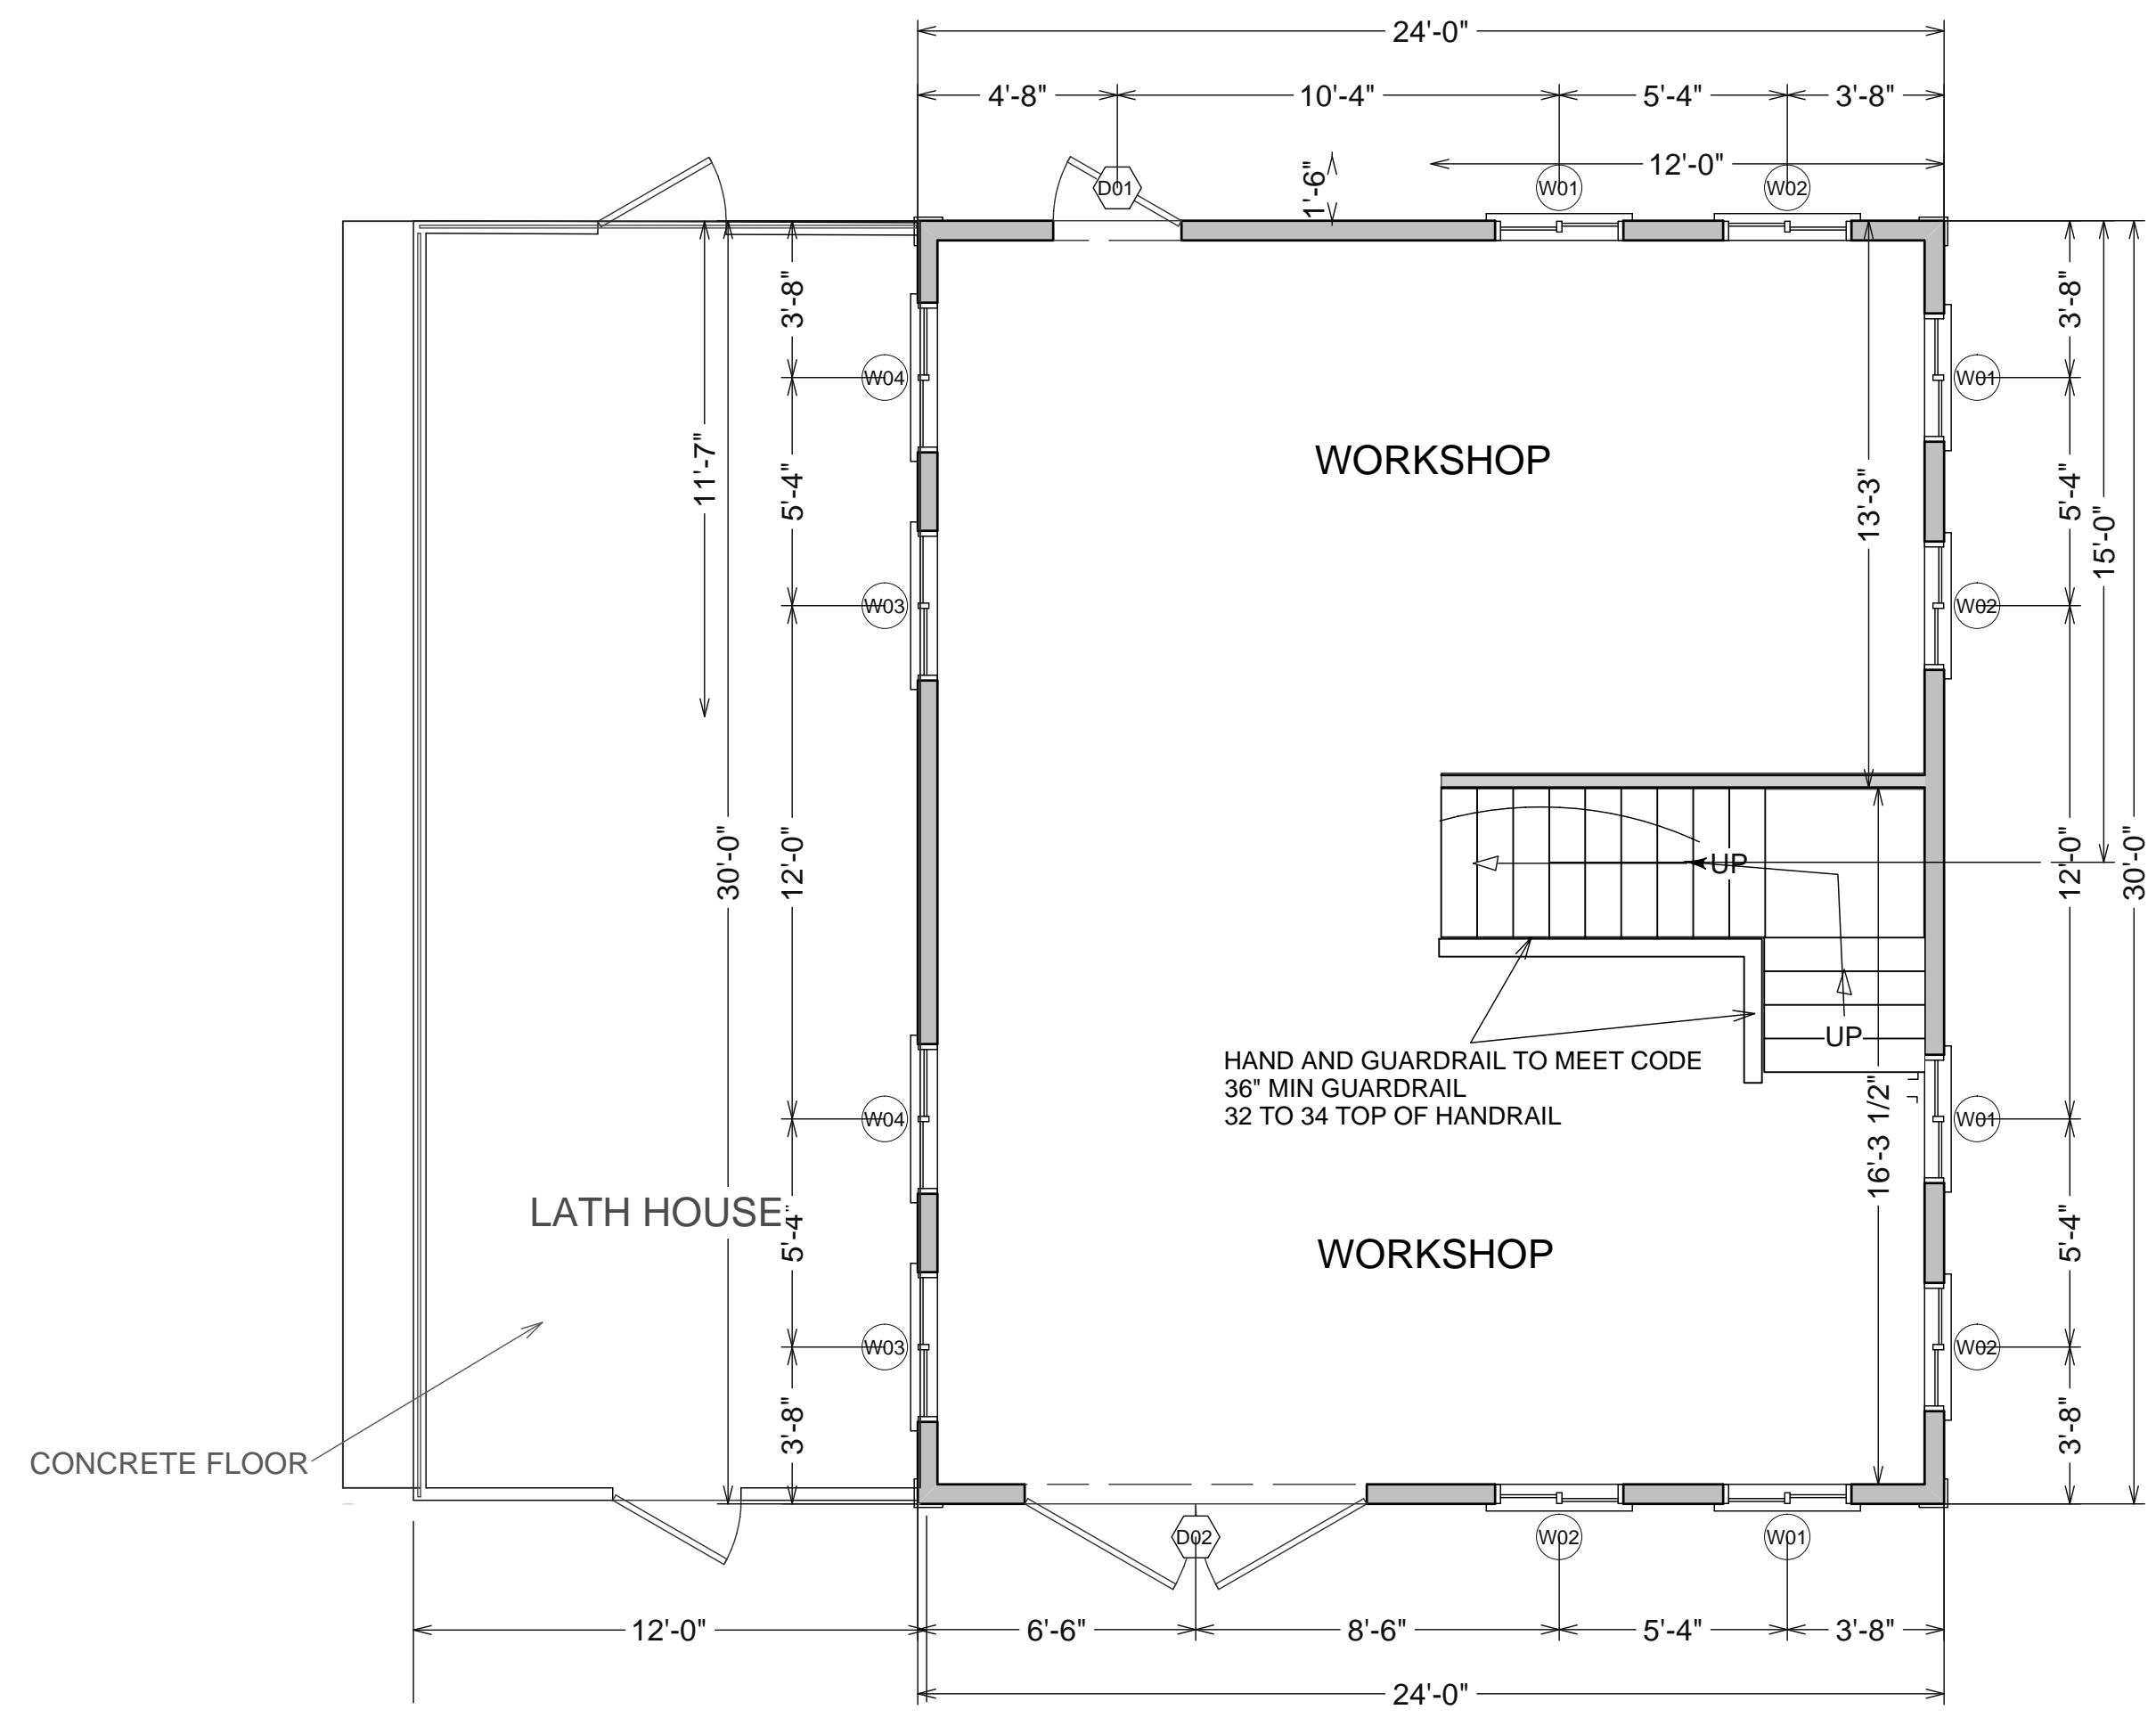 24'-0"
4'-8"
10'-4"
5'-4"
3'-8"
12'-0"
1'-6"
D01
W01
W02
3'-8"
3'-8"
W04
W01
11'-7"
5'-4"
WORKSHOP
13'-3"
5'-4"
15'-0"
W03
W02
30'-0"
12'-0"
UP
12'-0"
30'-0"
UP
HAND AND GUARDRAIL TO MEET CODE
36" MIN GUARDRAIL
32 TO 34 TOP OF HANDRAIL
W04
16'-3 1/2"
W01
LATH HOUSE
5'-4"
WORKSHOP
5'-4"
W03
W02
3'-8"
3'-8"
CONCRETE FLOOR
D02
W02
W01
12'-0"
6'-6"
8'-6"
5'-4"
3'-8"
24'-0"